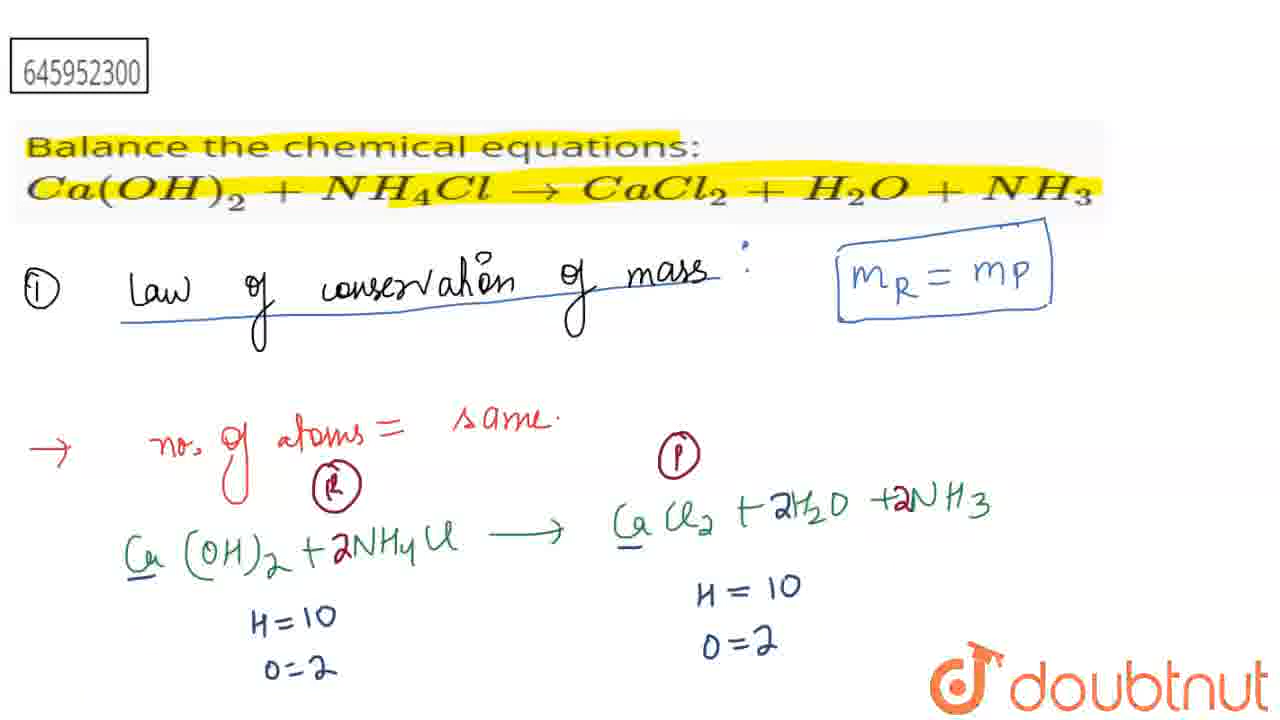 645952300
Balance the chemical equations:
Ca(OH)₂ + NH₄Cl → CaCl₂ + H₂O + NH₃
① Law of conservation of mass : m_R = mP
→ no. of atoms = same.
R P
Ca (OH)₂ + 2NH₄Cl → CaCl₂ + 2H₂O + 2NH₃
H = 10 H = 10
O = 2 O = 2
doubtnut